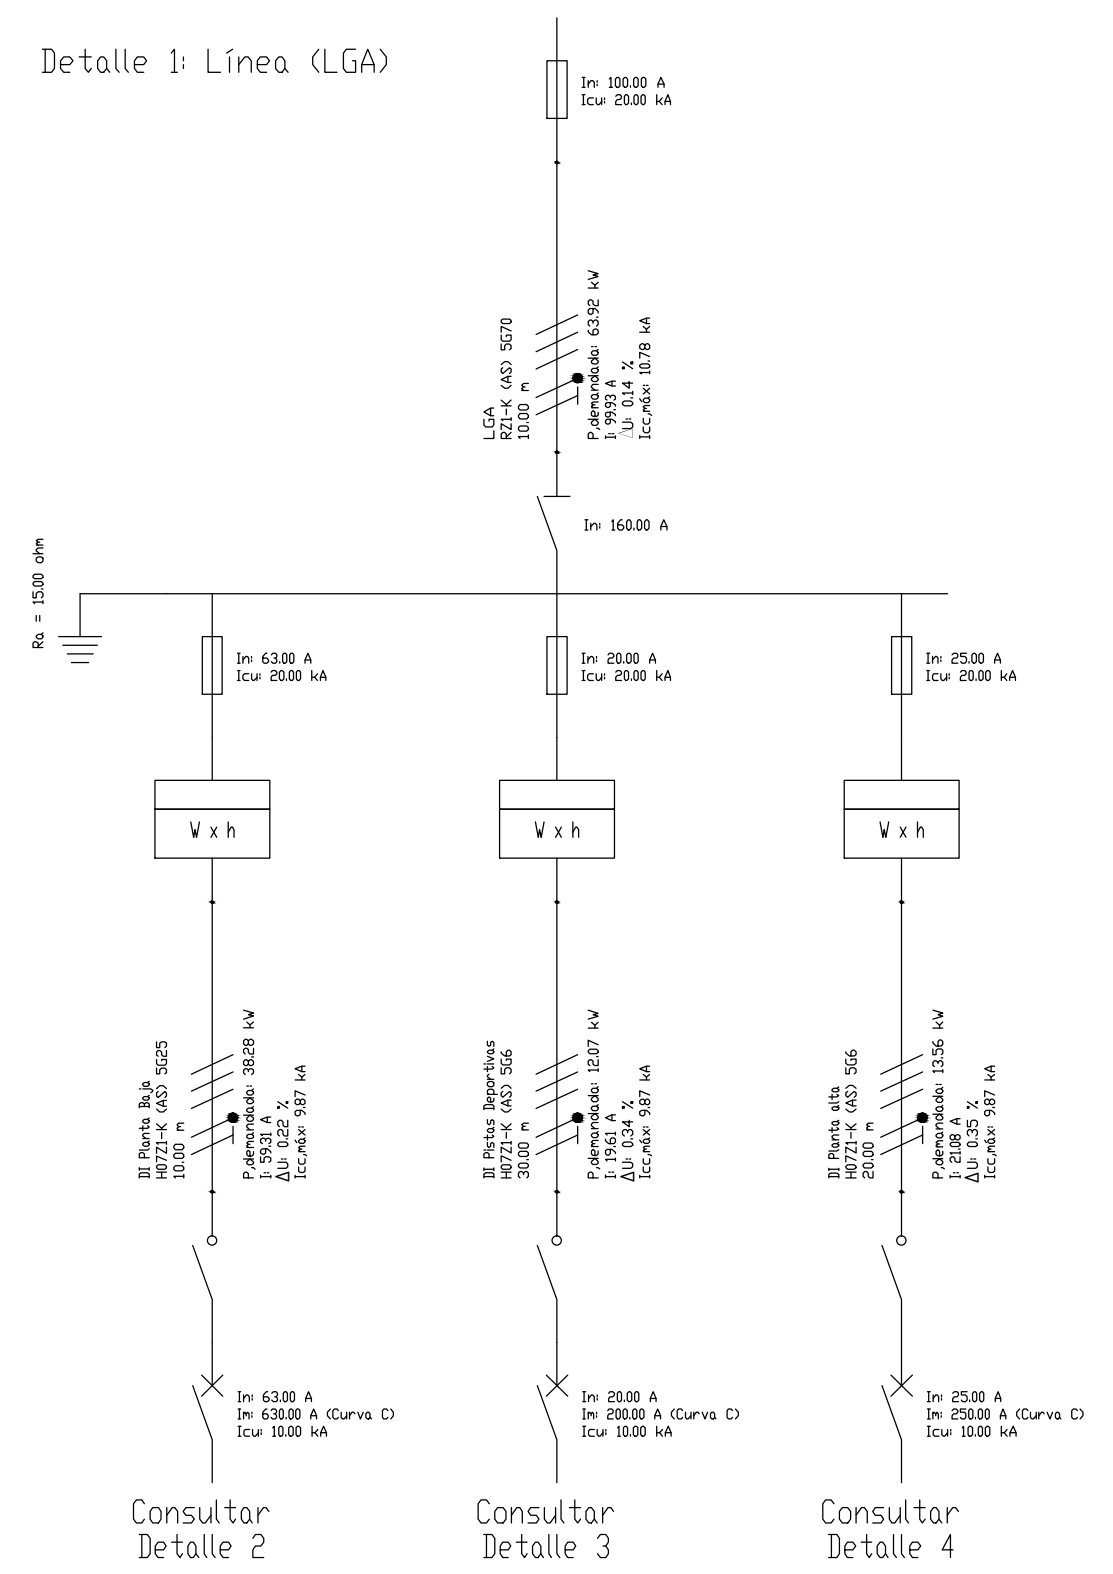 Detalle 1: Línea (LGA)
In: 100.00 A
Icu: 20.00 kA
LGA
RZ1-K (AS) 5G70
10.00 m
P,demandada: 63.92 kW
I: 99.93 A
ΔU: 0.14 %
Icc,máx: 10.78 kA
In: 160.00 A
Ra = 15.00 ohm
In: 63.00 A
Icu: 20.00 kA
In: 20.00 A
Icu: 20.00 kA
In: 25.00 A
Icu: 20.00 kA
W x h
W x h
W x h
DI Planta Baja
H07Z1-K (AS) 5G25
10.00 m
P,demandada: 38.28 kW
I: 59.31 A
ΔU: 0.22 %
Icc,máx: 9.87 kA
DI Pistas Deportivas
H07Z1-K (AS) 5G6
30.00 m
P,demandada: 12.07 kW
I: 19.61 A
ΔU: 0.34 %
Icc,máx: 9.87 kA
DI Planta alta
H07Z1-K (AS) 5G6
20.00 m
P,demandada: 13.56 kW
I: 21.08 A
ΔU: 0.35 %
Icc,máx: 9.87 kA
In: 63.00 A
Im: 630.00 A (Curva C)
Icu: 10.00 kA
In: 20.00 A
Im: 200.00 A (Curva C)
Icu: 10.00 kA
In: 25.00 A
Im: 250.00 A (Curva C)
Icu: 10.00 kA
Consultar
Detalle 2
Consultar
Detalle 3
Consultar
Detalle 4